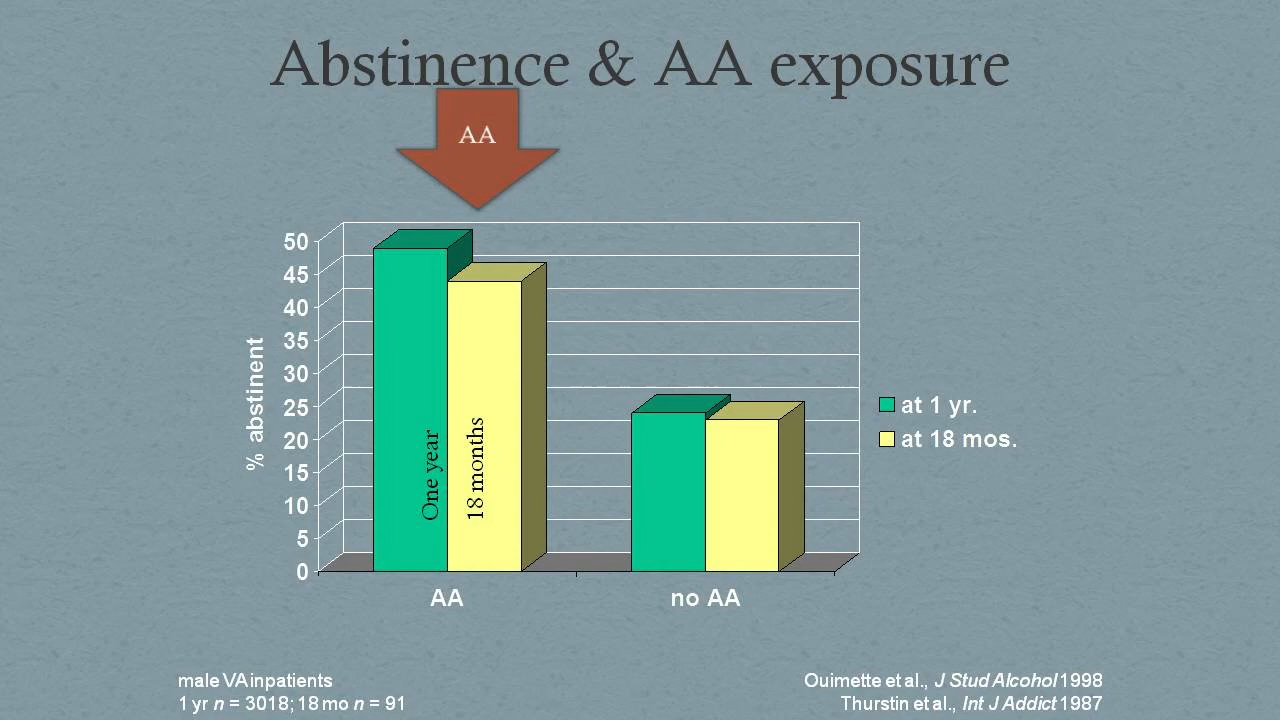 Abstinence & AA exposure
AA
50
45
40
35
30
25
20
15
10
5
0
% abstinent
One year
18 months
AA
no AA
at 1 yr.
at 18 mos.
male VA inpatients
1 yr n = 3018; 18 mo n = 91
Ouimette et al., J Stud Alcohol 1998
Thurstin et al., Int J Addict 1987